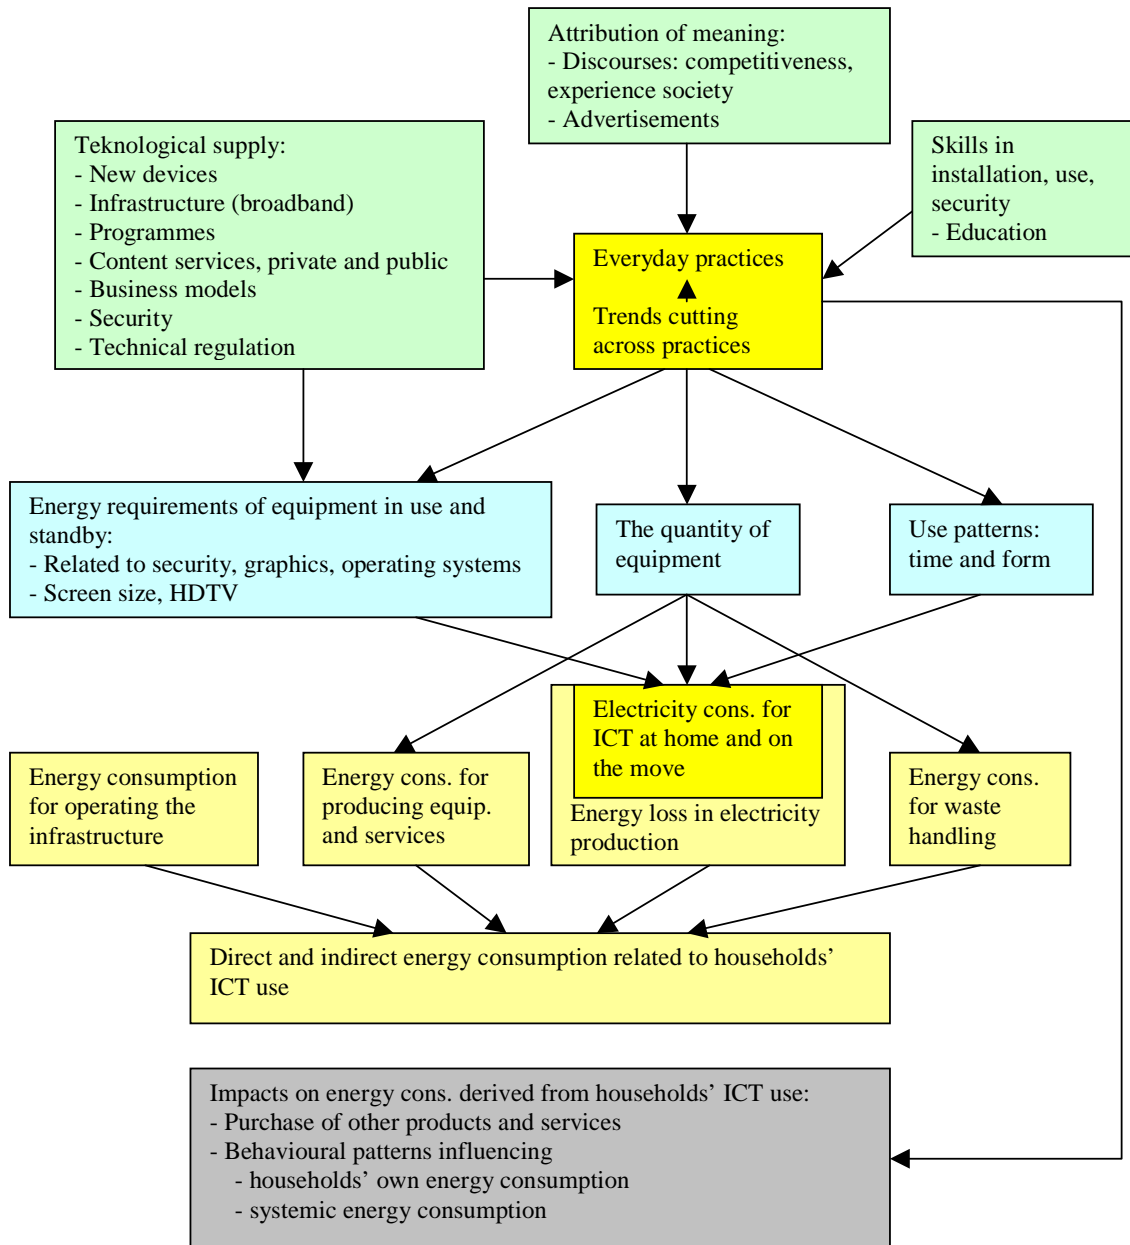 Attribution of meaning:
- Discourses: competitiveness,
experience society
- Advertisements
Teknological supply:
- New devices
- Infrastructure (broadband)
- Programmes
- Content services, private and public
- Business models
- Security
- Technical regulation
Skills in
installation, use,
security
- Education
Everyday practices
Trends cutting
across practices
Energy requirements of equipment in use and
standby:
- Related to security, graphics, operating systems
- Screen size, HDTV
The quantity of
equipment
Use patterns:
time and form
Energy consumption
for operating the
infrastructure
Energy cons. for
producing equip.
and services
Electricity cons. for
ICT at home and on
the move
Energy loss in electricity
production
Energy cons.
for waste
handling
Direct and indirect energy consumption related to households’
ICT use
Impacts on energy cons. derived from households’ ICT use:
- Purchase of other products and services
- Behavioural patterns influencing
- households’ own energy consumption
- systemic energy consumption